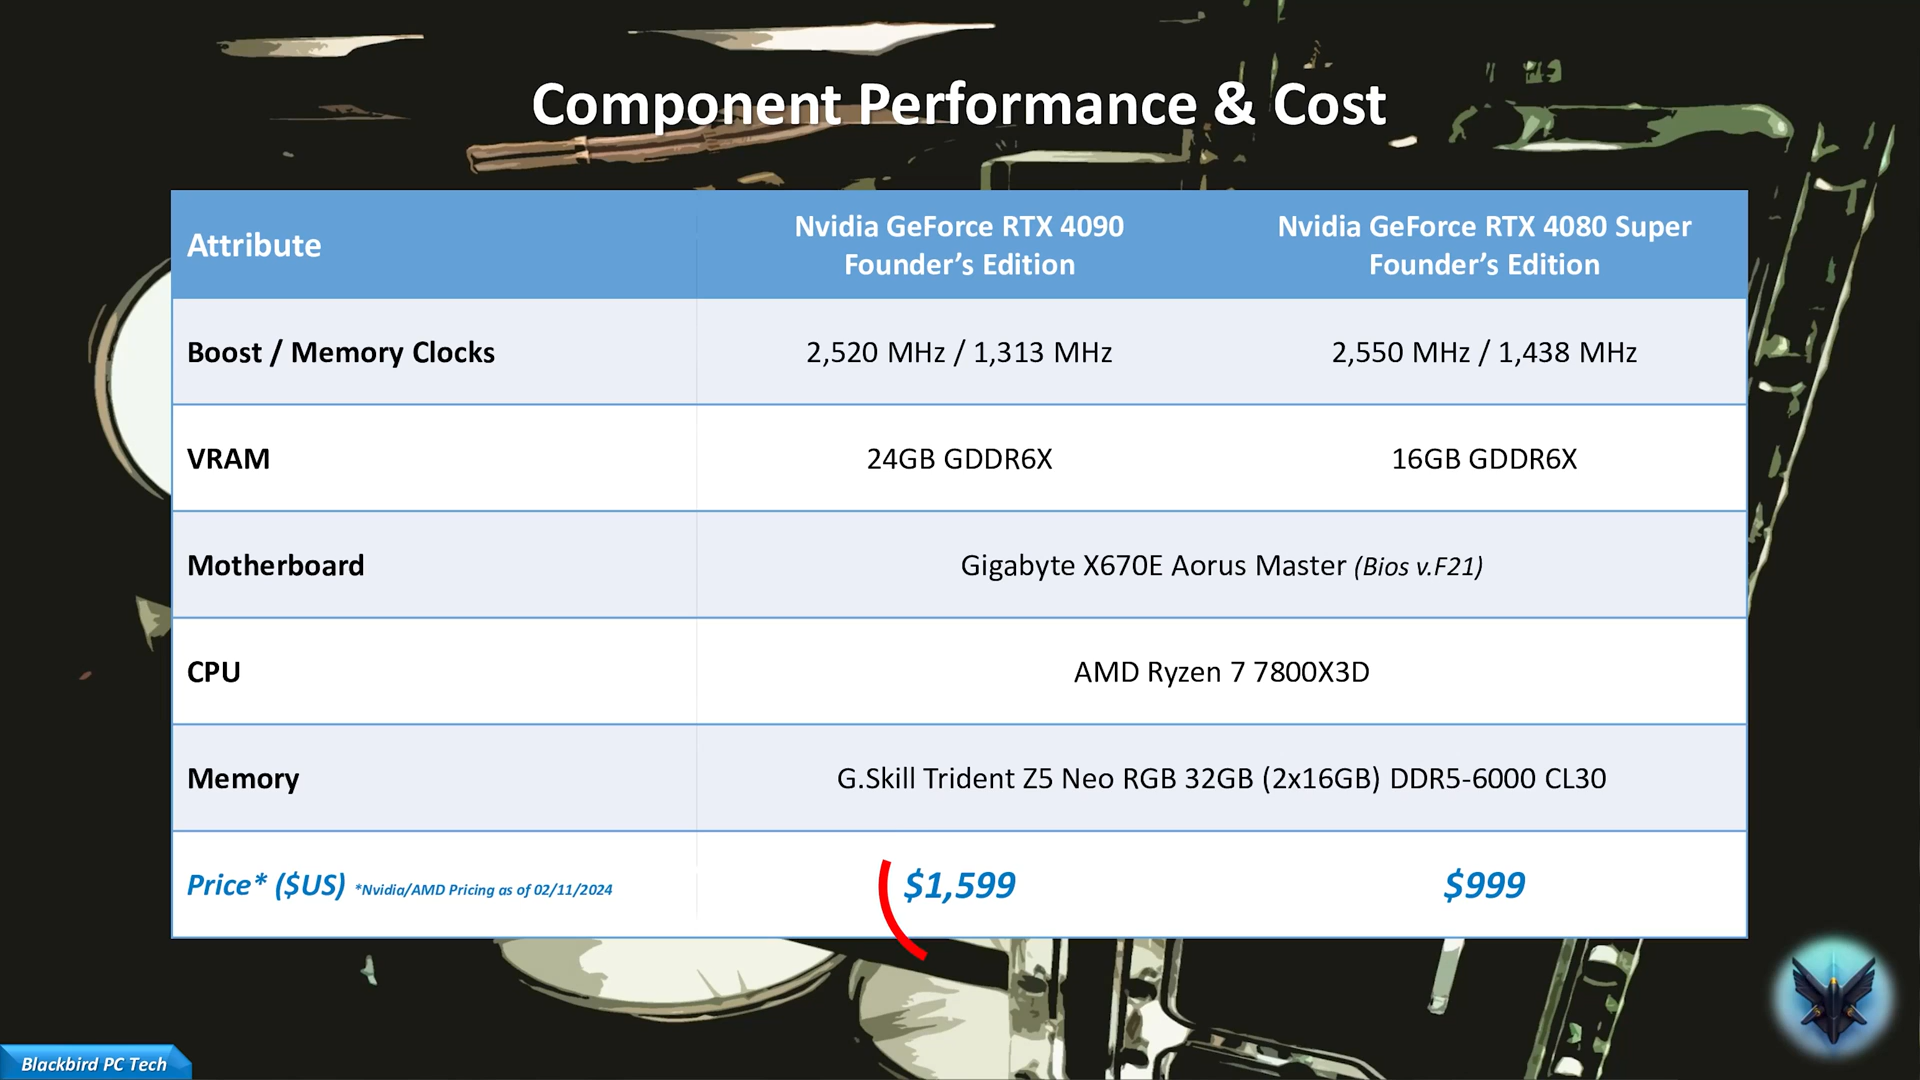 Component Performance & Cost
Attribute
Nvidia GeForce RTX 4090
Founder’s Edition
Nvidia GeForce RTX 4080 Super
Founder’s Edition
Boost / Memory Clocks
2,520 MHz / 1,313 MHz
2,550 MHz / 1,438 MHz
VRAM
24GB GDDR6X
16GB GDDR6X
Motherboard
Gigabyte X670E Aorus Master (Bios v.F21)
CPU
AMD Ryzen 7 7800X3D
Memory
G.Skill Trident Z5 Neo RGB 32GB (2x16GB) DDR5-6000 CL30
Price* ($US) *Nvidia/AMD Pricing as of 02/11/2024
$1,599
$999
Blackbird PC Tech